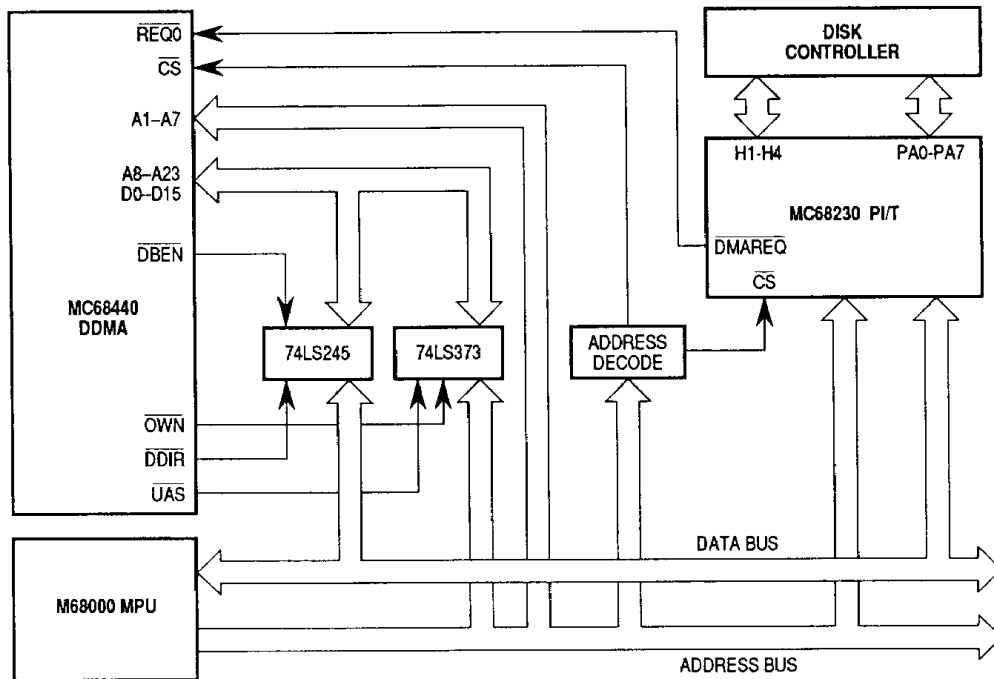 REQ0
CS
A1–A7
A8–A23
D0–D15
DBEN
MC68440
DDMA
OWN
DDIR
UAS
74LS245
74LS373
ADDRESS
DECODE
DISK
CONTROLLER
H1-H4
PA0-PA7
MC68230 PI/T
DMAREQ
CS
M68000 MPU
DATA BUS
ADDRESS BUS